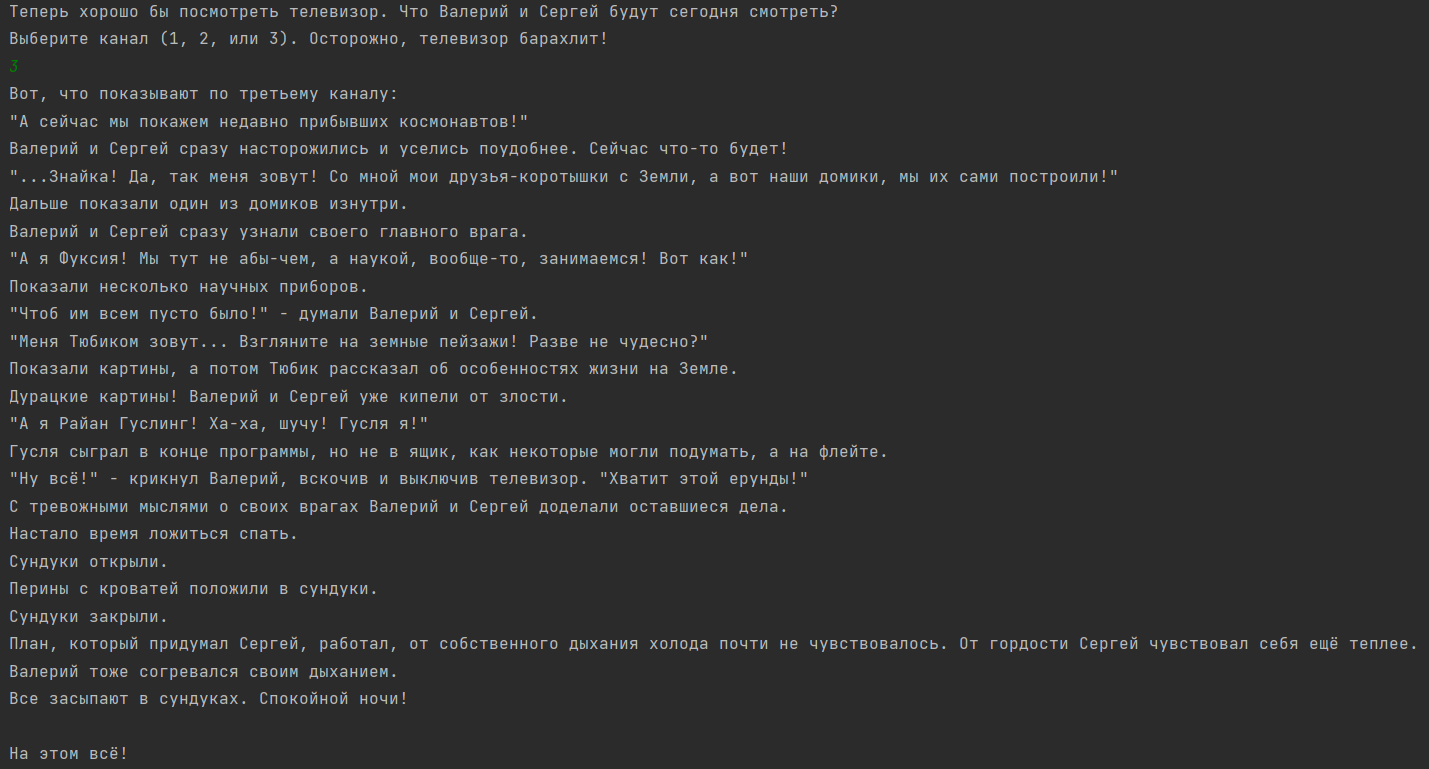 Теперь хорошо бы посмотреть телевизор. Что Валерий и Сергей будут сегодня смотреть?
Выберите канал (1, 2, или 3). Осторожно, телевизор барахлит!
3
Вот, что показывают по третьему каналу:
"А сейчас мы покажем недавно прибывших космонавтов!"
Валерий и Сергей сразу насторожились и уселись поудобнее. Сейчас что-то будет!
"...Знайка! Да, так меня зовут! Со мной мои друзья-коротышки с Земли, а вот наши домики, мы их сами построили!"
Дальше показали один из домиков изнутри.
Валерий и Сергей сразу узнали своего главного врага.
"А я Фуксия! Мы тут не абы-чем, а наукой, вообще-то, занимаемся! Вот как!"
Показали несколько научных приборов.
"Чтоб им всем пусто было!" - думали Валерий и Сергей.
"Меня Тюбиком зовут... Взгляните на земные пейзажи! Разве не чудесно?"
Показали картины, а потом Тюбик рассказал об особенностях жизни на Земле.
Дурацкие картины! Валерий и Сергей уже кипели от злости.
"А я Райан Гуслинг! Ха-ха, шучу! Гусля я!"
Гусля сыграл в конце программы, но не в ящик, как некоторые могли подумать, а на флейте.
"Ну всё!" - крикнул Валерий, вскочив и выключив телевизор. "Хватит этой ерунды!"
С тревожными мыслями о своих врагах Валерий и Сергей доделали оставшиеся дела.
Настало время ложиться спать.
Сундуки открыли.
Перины с кроватей положили в сундуки.
Сундуки закрыли.
План, который придумал Сергей, работал, от собственного дыхания холода почти не чувствовалось. От гордости Сергей чувствовал себя ещё теплее.
Валерий тоже согревался своим дыханием.
Все засыпают в сундуках. Спокойной ночи!
На этом всё!